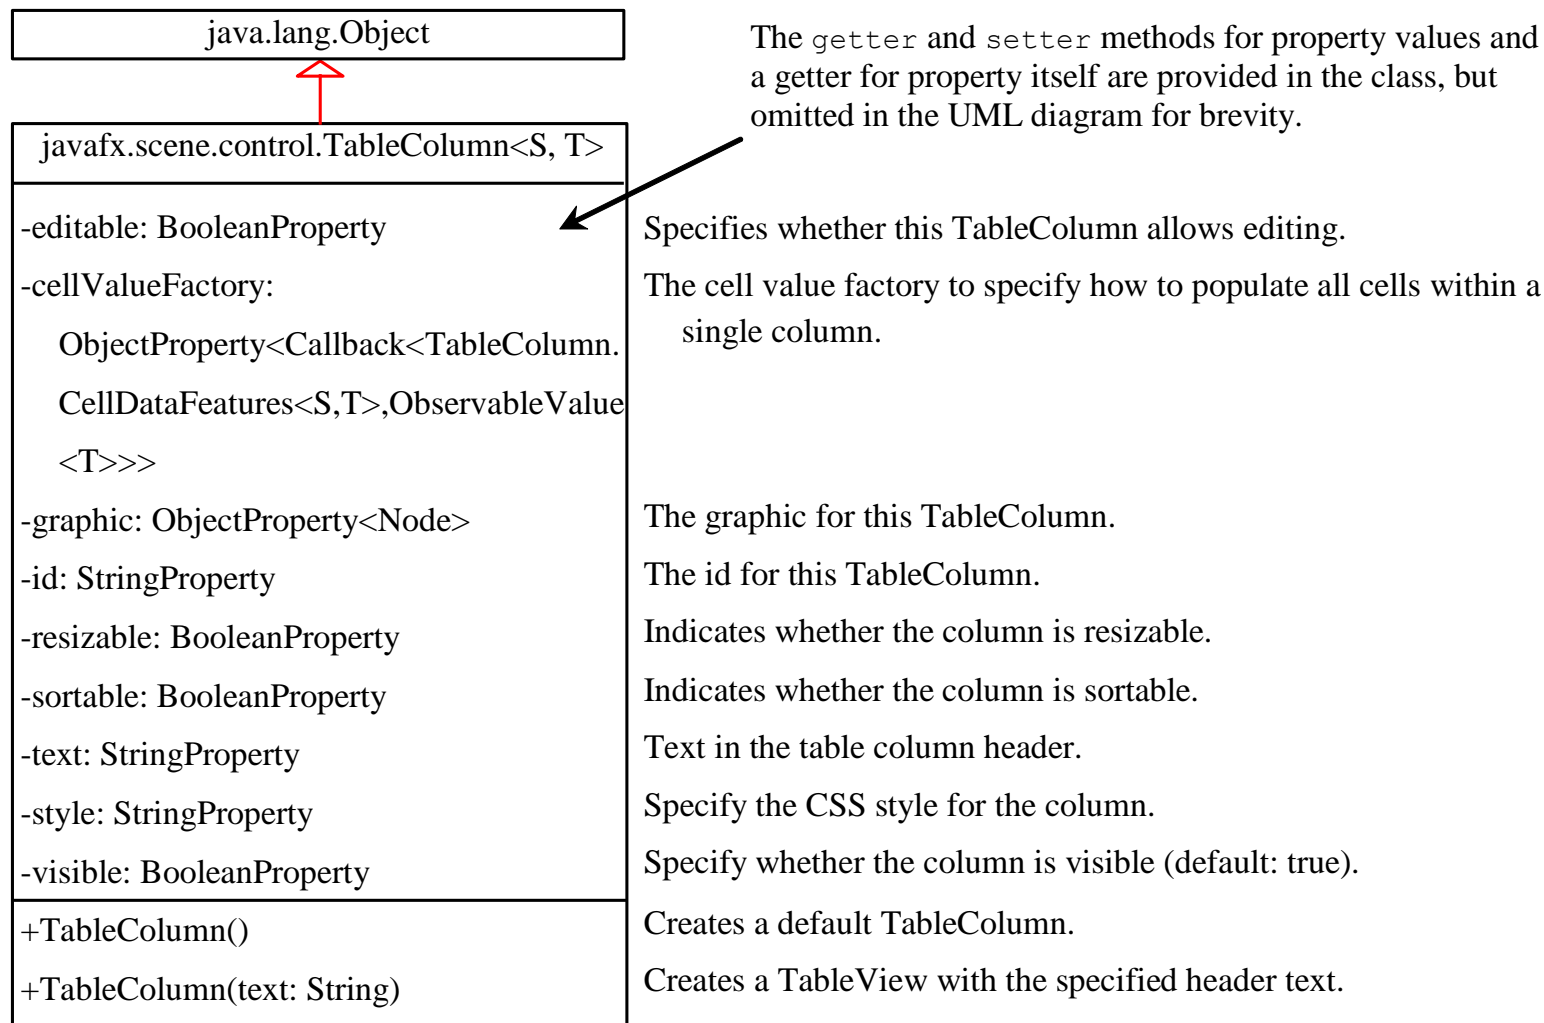 java.lang.Object
The getter and setter methods for property values and
a getter for property itself are provided in the class, but
omitted in the UML diagram for brevity.
javafx.scene.control.TableColumn<S, T>
-editable: BooleanProperty
Specifies whether this TableColumn allows editing.
-cellValueFactory:
The cell value factory to specify how to populate all cells within a
single column.
ObjectProperty<Callback<TableColumn.
CellDataFeatures<S,T>,ObservableValue
<T>>>
-graphic: ObjectProperty<Node>
The graphic for this TableColumn.
-id: StringProperty
The id for this TableColumn.
-resizable: BooleanProperty
Indicates whether the column is resizable.
-sortable: BooleanProperty
Indicates whether the column is sortable.
-text: StringProperty
Text in the table column header.
-style: StringProperty
Specify the CSS style for the column.
-visible: BooleanProperty
Specify whether the column is visible (default: true).
+TableColumn()
Creates a default TableColumn.
+TableColumn(text: String)
Creates a TableView with the specified header text.